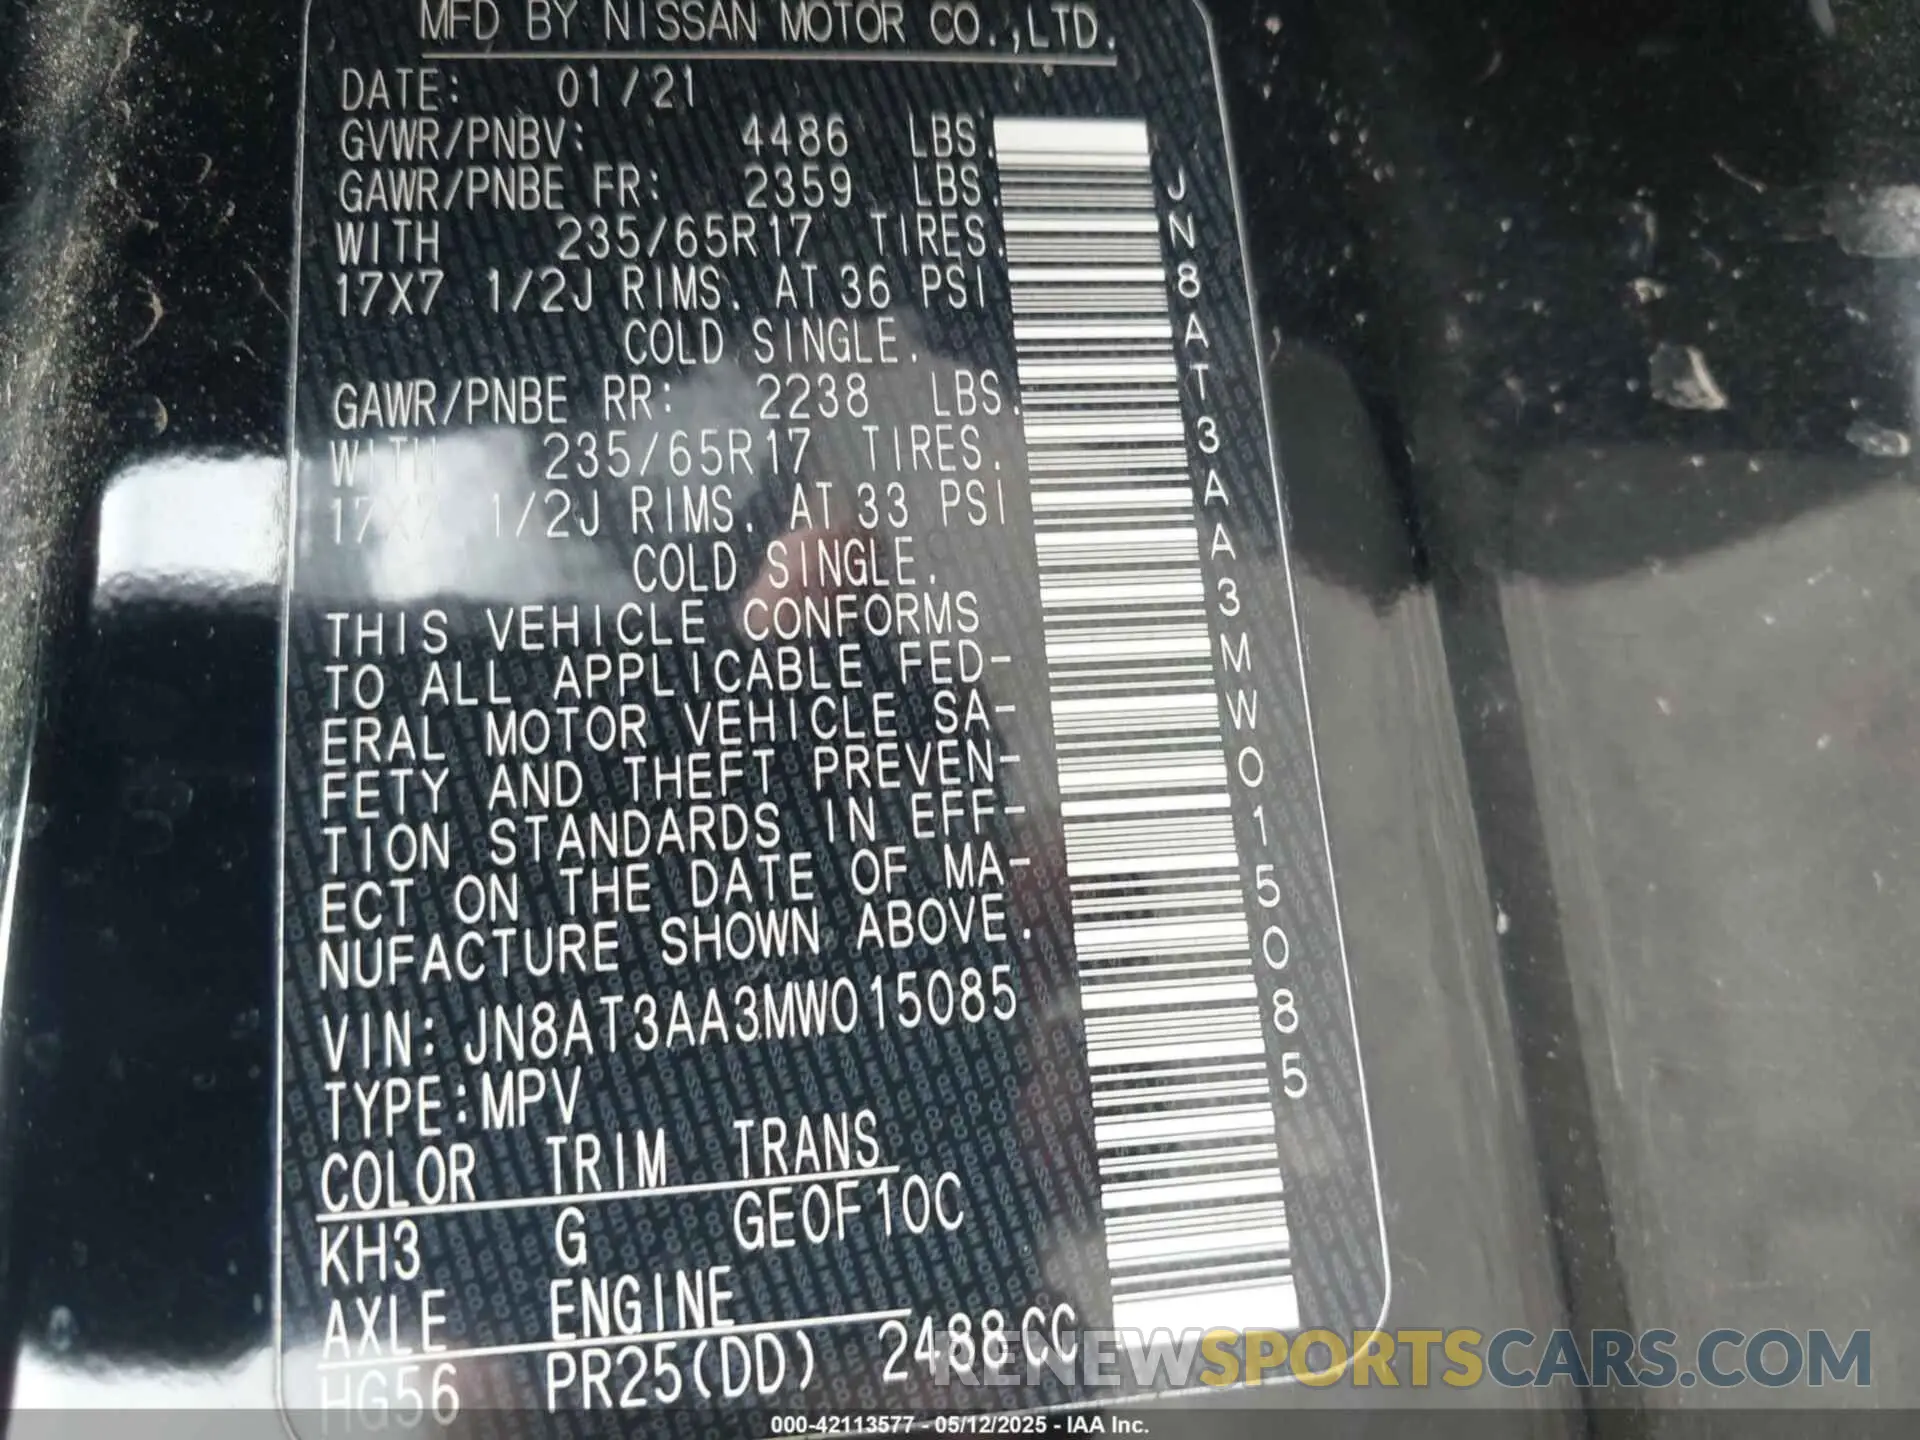 MFD BY NISSAN MOTOR CO.,LTD.
DATE: 01/21
GVWR/PNBV: 4486 LBS.
GAWR/PNBE FR: 2359 LBS.
WITH 235/65R17 TIRES.
17X7 1/2J RIMS. AT 36 PSI
COLD SINGLE.
GAWR/PNBE RR: 2238 LBS.
WITH 235/65R17 TIRES.
17X7 1/2J RIMS. AT 33 PSI
COLD SINGLE.
THIS VEHICLE CONFORMS
TO ALL APPLICABLE FED-
ERAL MOTOR VEHICLE SA-
FETY AND THEFT PREVEN-
TION STANDARDS IN EFF-
ECT ON THE DATE OF MA-
NUFACTURE SHOWN ABOVE.
VIN: JN8AT3AA3MW015085
TYPE:MPV
COLOR TRIM TRANS
KH3 G GE0F10C
AXLE ENGINE
HG56 PR25(DD) 2488CC
JN8AT3AA3MW015085
RENEWSPORTSCARS.COM
000-42113577 - 05/12/2025 - IAA Inc.